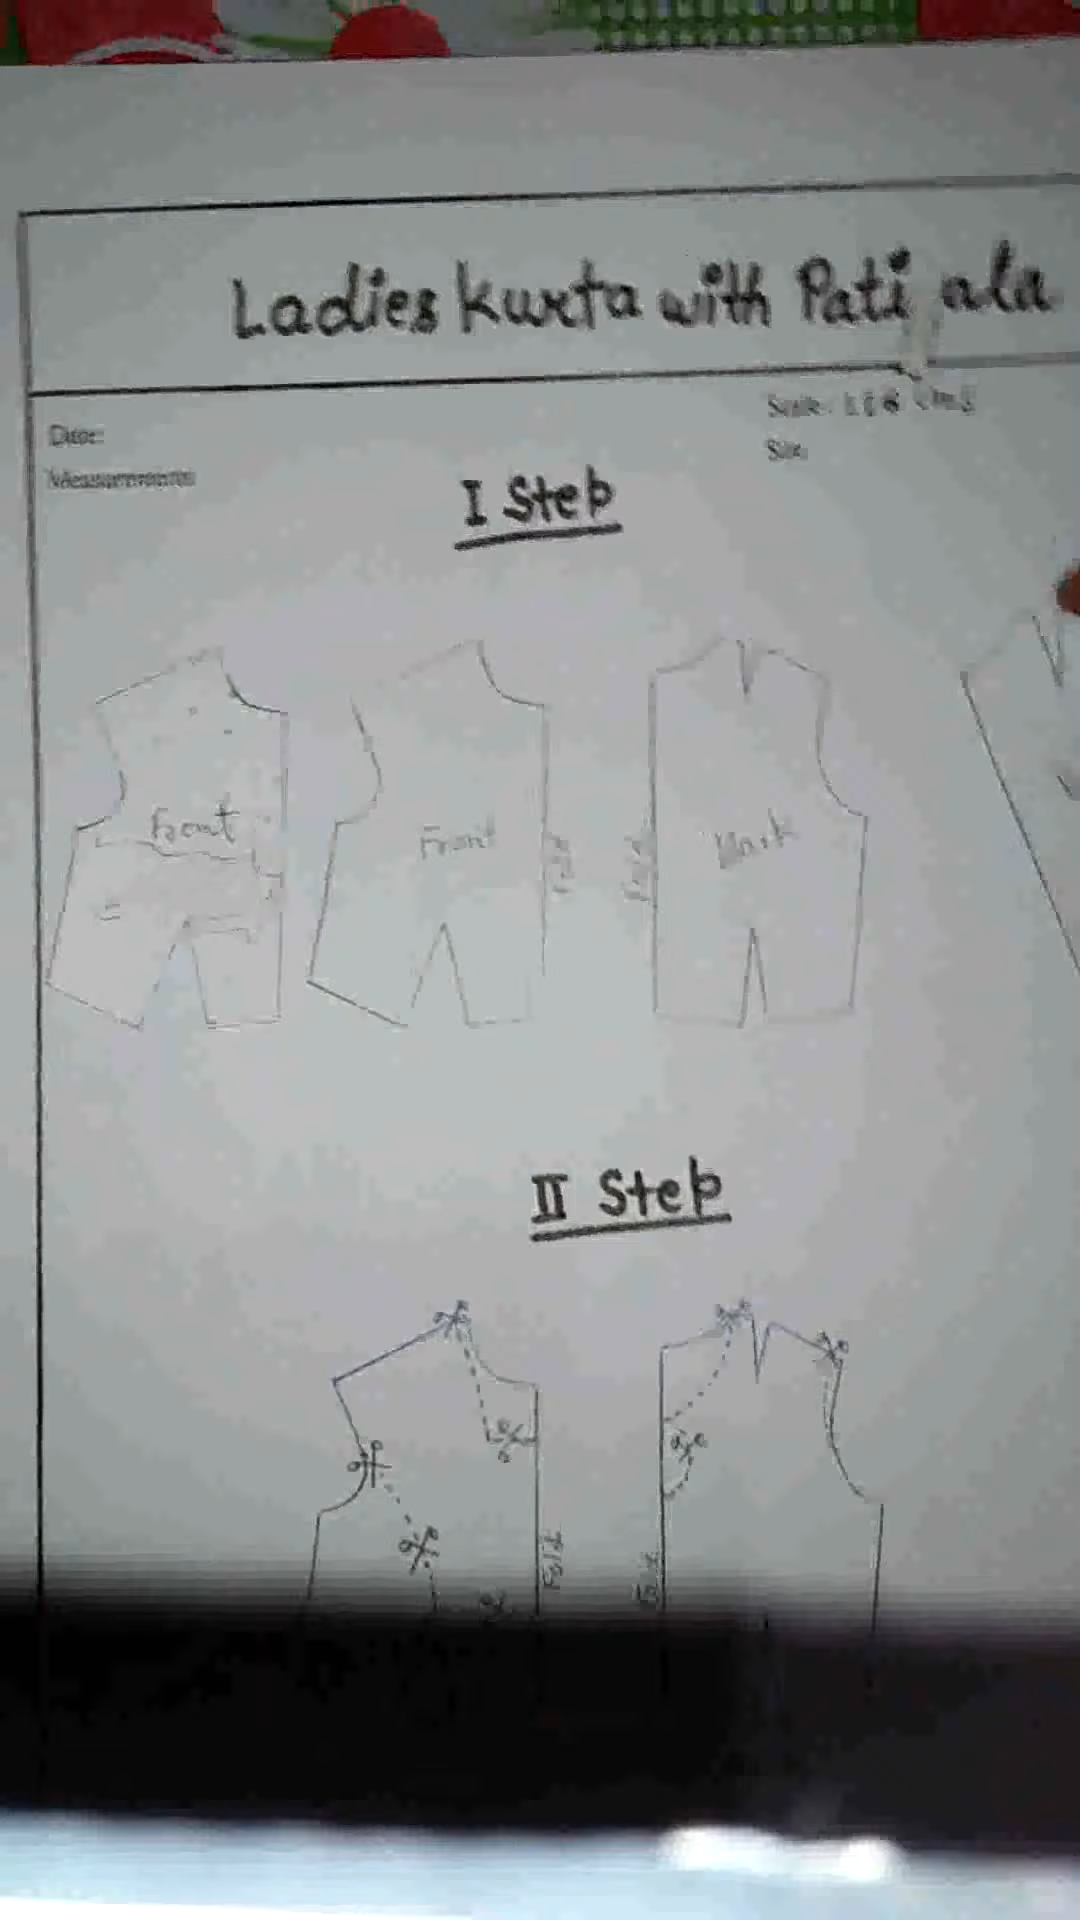 Ladies Kurta with Patiala
Date:
Scale:
Measurements
Size:
I Step
Front
Front
Fold
Fold
Back
II Step
Fold
Fold